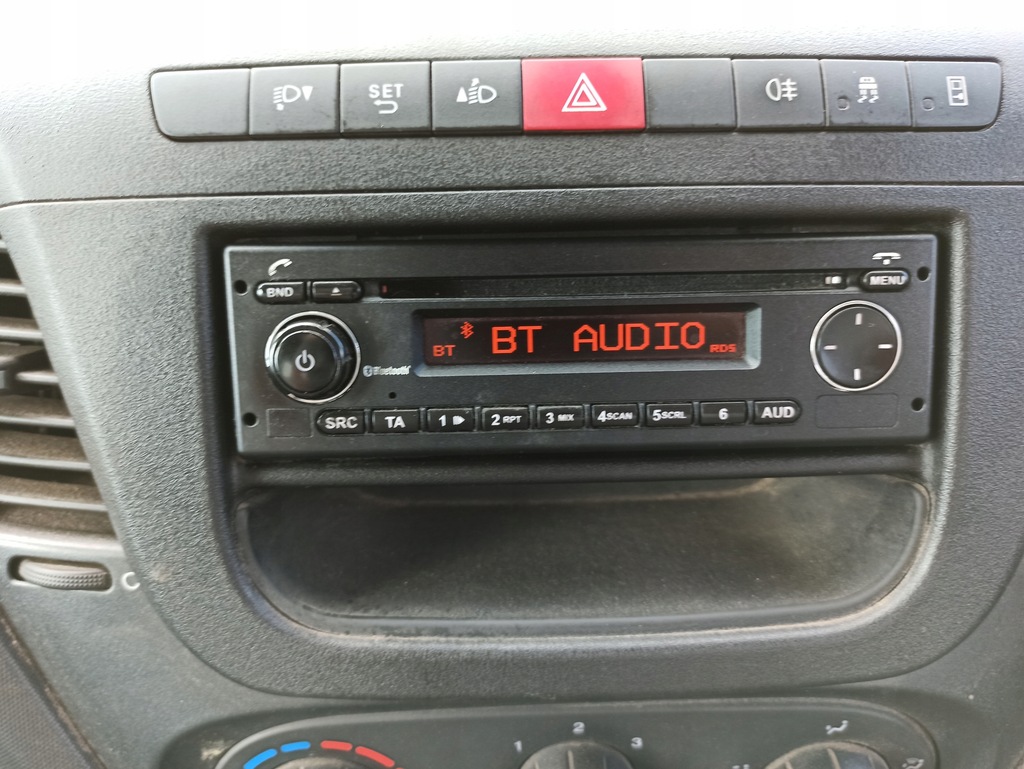 SET
BND
MENU
BT BT AUDIO RDS
Bluetooth
SRC TA 1 2 RPT 3 MIX 4 SCAN 5 SCRL 6 AUD
1 2 3